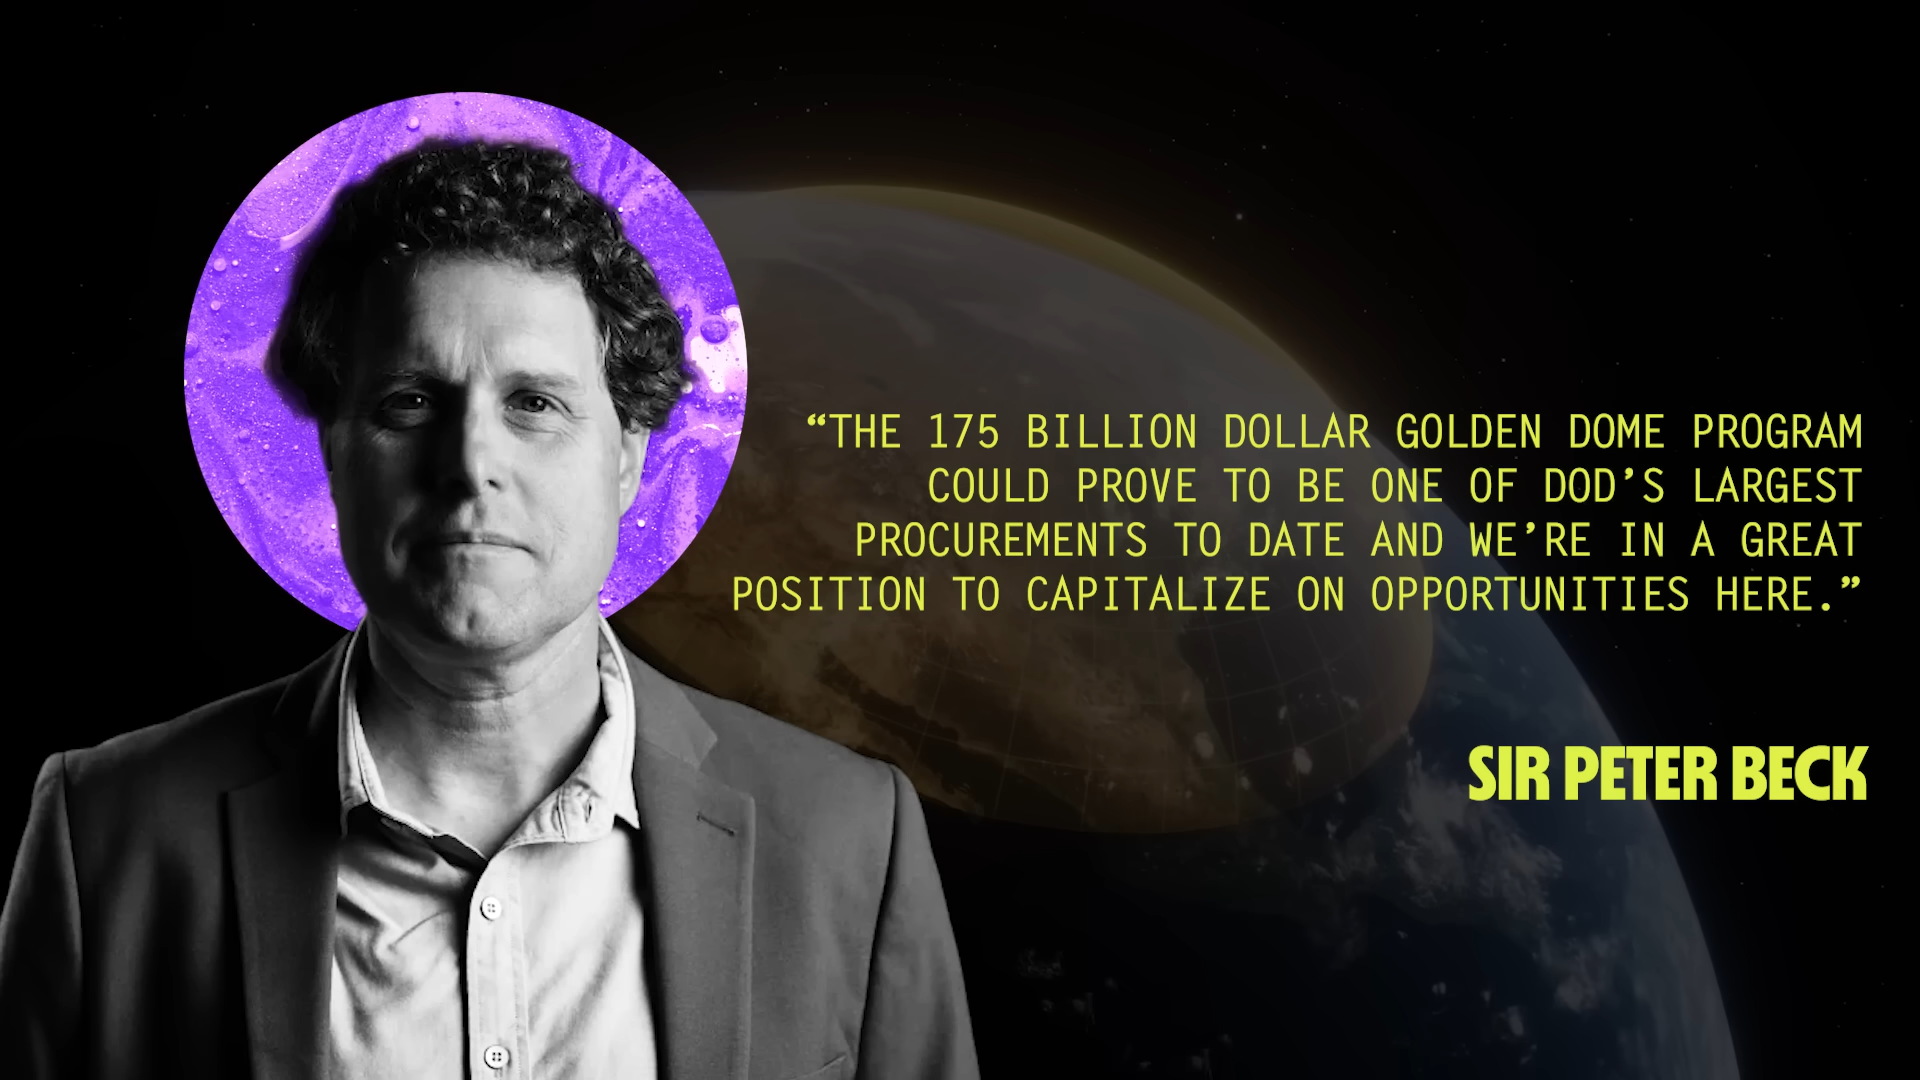 “THE 175 BILLION DOLLAR GOLDEN DOME PROGRAM
COULD PROVE TO BE ONE OF DOD’S LARGEST
PROCUREMENTS TO DATE AND WE’RE IN A GREAT
POSITION TO CAPITALIZE ON OPPORTUNITIES HERE.”
SIR PETER BECK